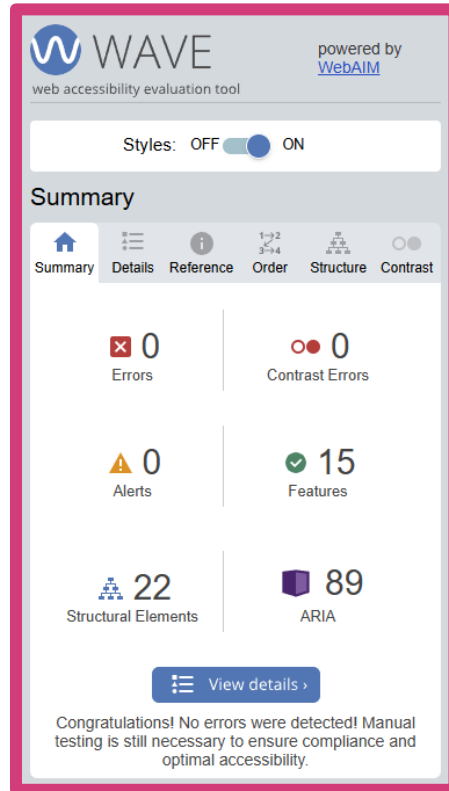 WAVE
powered by
WebAIM
web accessibility evaluation tool
Styles: OFF ON
Summary
Summary Details Reference Order Structure Contrast
0
Errors
0
Contrast Errors
0
Alerts
15
Features
22
Structural Elements
89
ARIA
View details ›
Congratulations! No errors were detected! Manual
testing is still necessary to ensure compliance and
optimal accessibility.